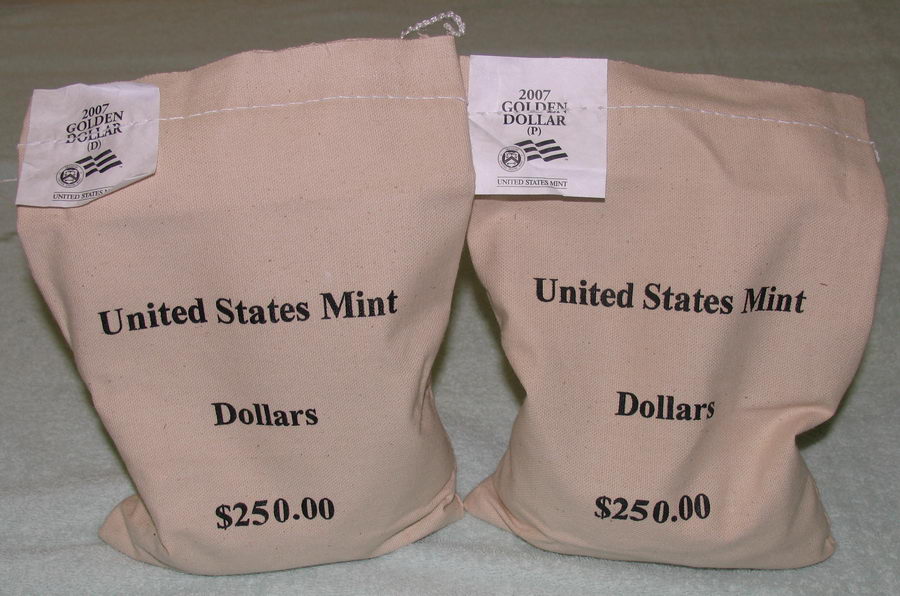 2007
GOLDEN
DOLLAR
(D)
UNITED STATES M
United States Mint
Dollars
$250.00
2007
GOLDEN
DOLLAR
(P)
UNITED STATES MINT
United States Mint
Dollars
$250.00